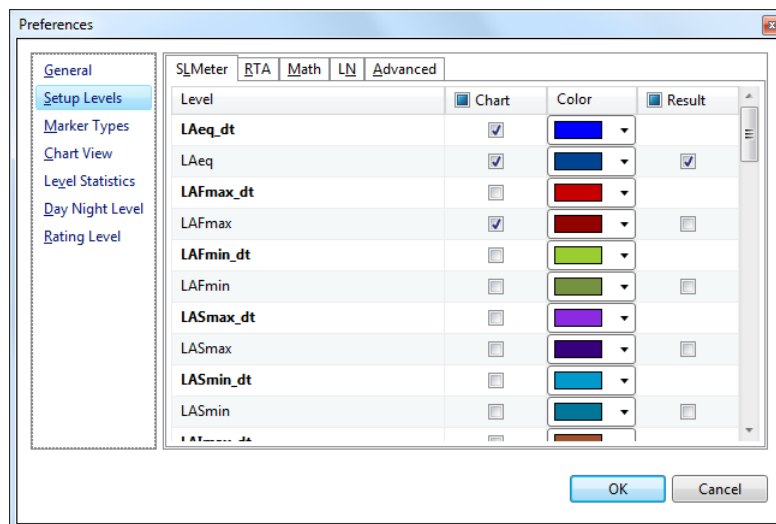 Preferences
General
Setup Levels
Marker Types
Chart View
Level Statistics
Day Night Level
Rating Level
SLMeter RTA Math LN Advanced
Level Chart Color Result
LAeq_dt
LAeq
LAFmax_dt
LAFmax
LAFmin_dt
LAFmin
LASmax_dt
LASmax
LASmin_dt
LASmin
OK Cancel